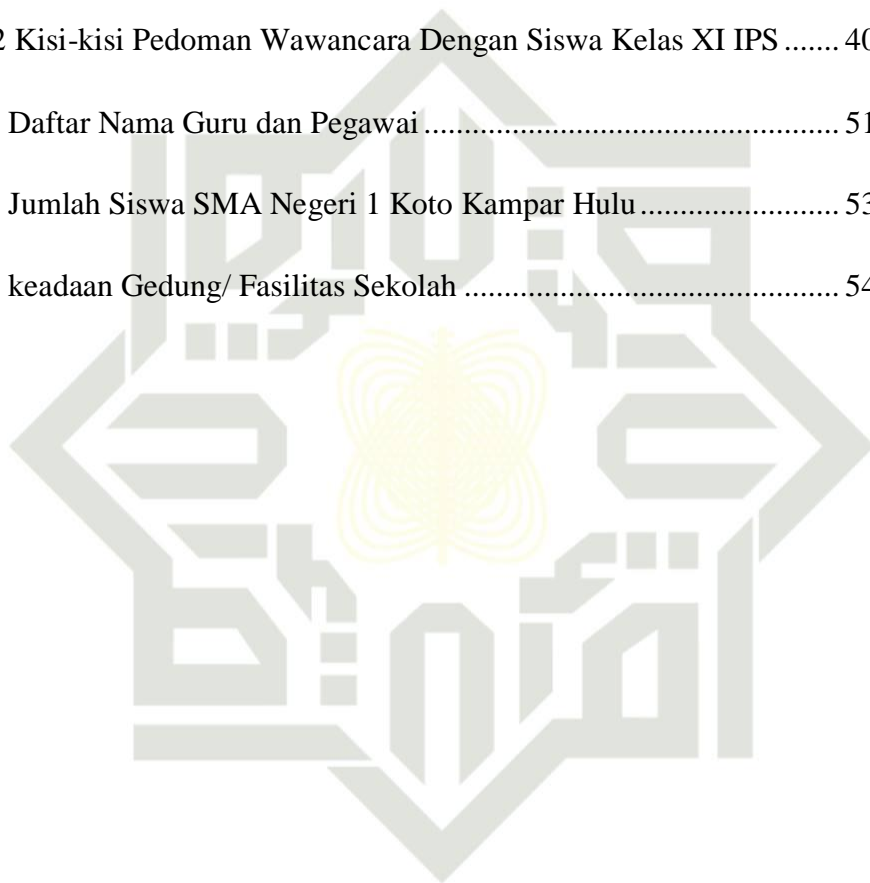 2 Kisi-kisi Pedoman Wawancara Dengan Siswa Kelas XI IPS ....... 40
Daftar Nama Guru dan Pegawai ..................................................... 51
Jumlah Siswa SMA Negeri 1 Koto Kampar Hulu ......................... 53
keadaan Gedung/ Fasilitas Sekolah ................................................ 54